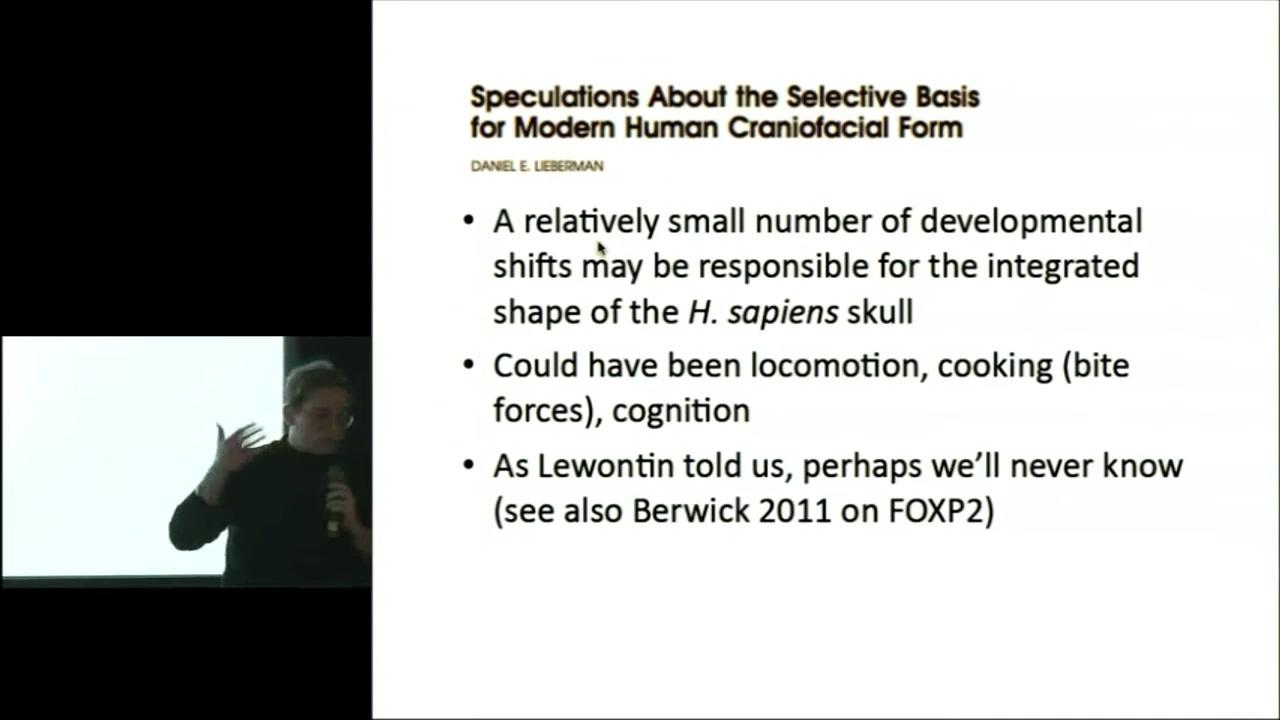 Speculations About the Selective Basis
for Modern Human Craniofacial Form
DANIEL E. LIEBERMAN
• A relatively small number of developmental
shifts may be responsible for the integrated
shape of the H. sapiens skull
• Could have been locomotion, cooking (bite
forces), cognition
• As Lewontin told us, perhaps we'll never know
(see also Berwick 2011 on FOXP2)